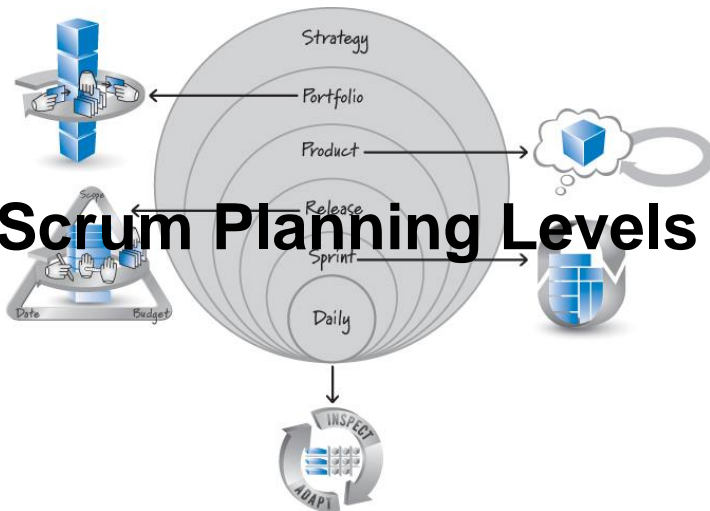 Strategy
Portfolio
Product
Scope
Release
Scrum Planning Levels
Sprint
Date
Budget
Daily
INSPECT
ADAPT